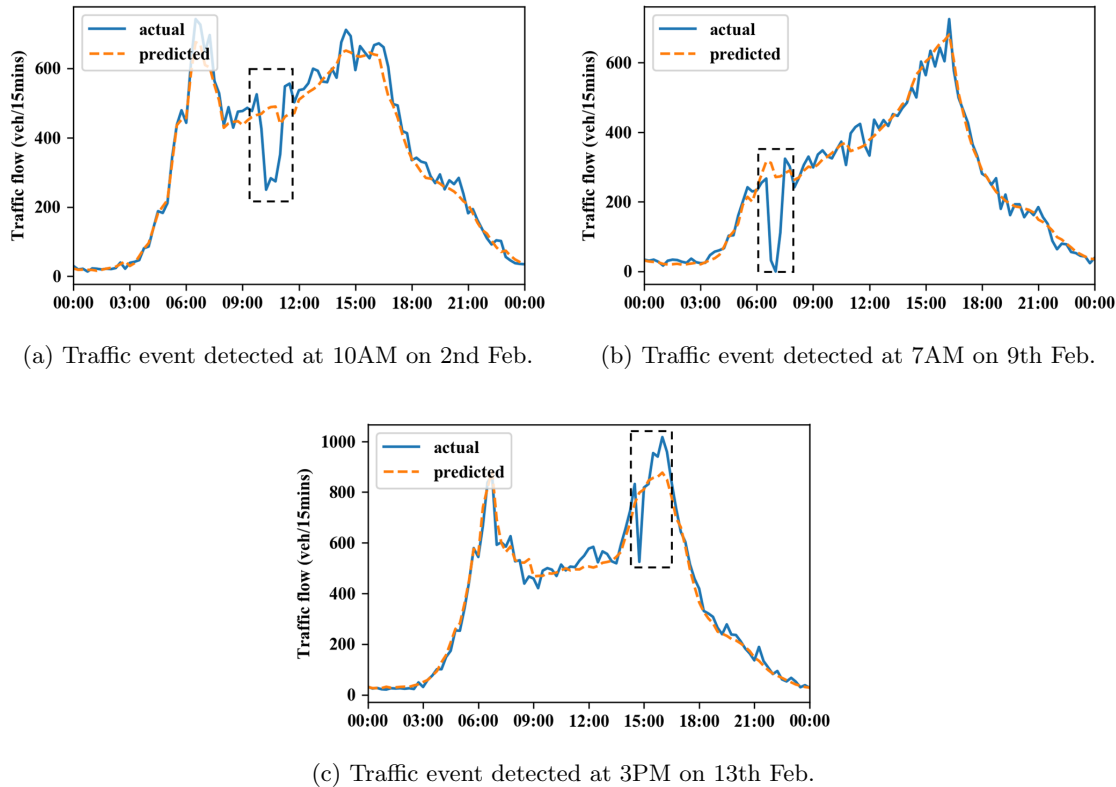 actual
predicted
Traffic flow (veh/15mins)
600
400
200
0
00:00 03:00 06:00 09:00 12:00 15:00 18:00 21:00 00:00
(a) Traffic event detected at 10AM on 2nd Feb.
actual
predicted
Traffic flow (veh/15mins)
600
400
200
0
00:00 03:00 06:00 09:00 12:00 15:00 18:00 21:00 00:00
(b) Traffic event detected at 7AM on 9th Feb.
actual
predicted
Traffic flow (veh/15mins)
1000
800
600
400
200
0
00:00 03:00 06:00 09:00 12:00 15:00 18:00 21:00 00:00
(c) Traffic event detected at 3PM on 13th Feb.